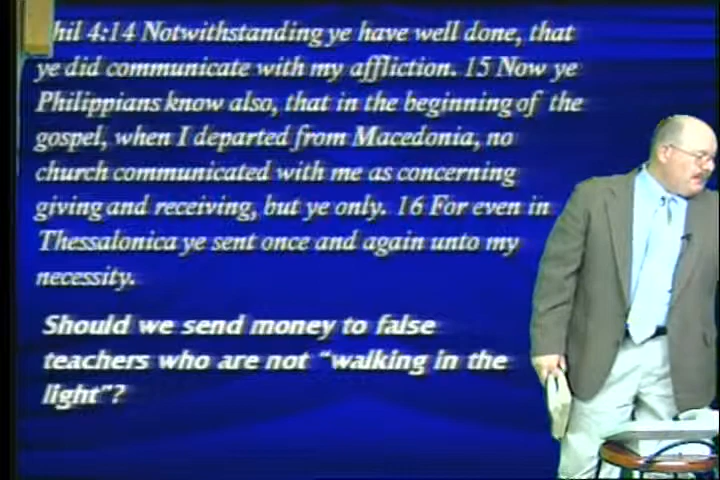 hil 4:14 Notwithstanding ye have well done, that
ye did communicate with my affliction. 15 Now ye
Philippians know also, that in the beginning of the
gospel, when I departed from Macedonia, no
church communicated with me as concerning
giving and receiving, but ye only. 16 For even in
Thessalonica ye sent once and again unto my
necessity.
Should we send money to false
teachers who are not “walking in the
light”?